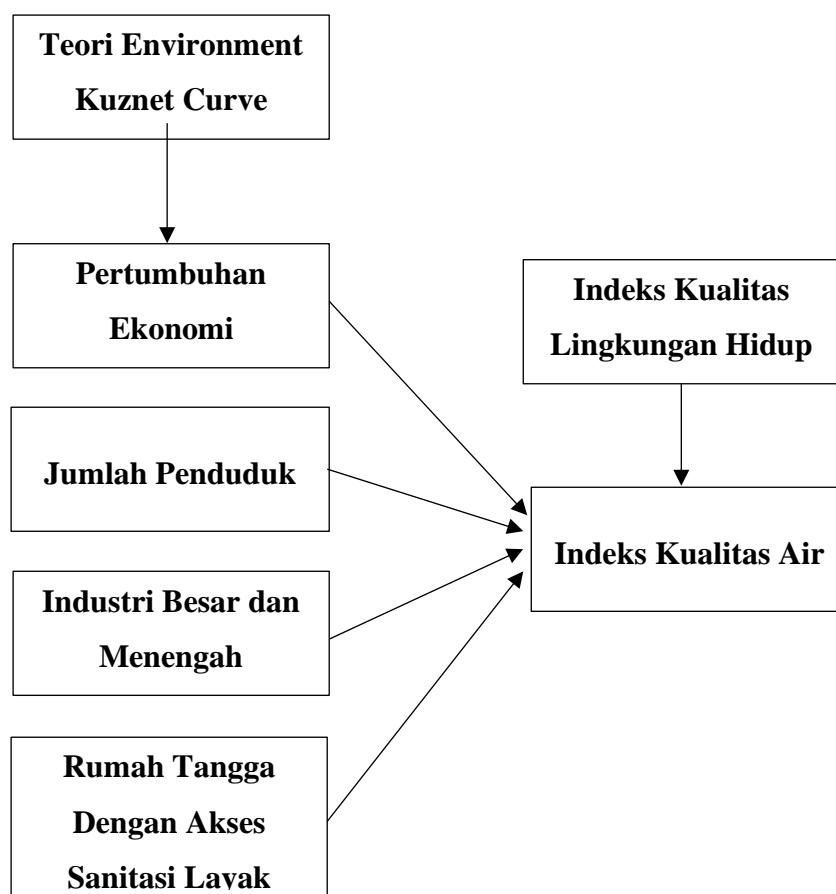 Teori Environment
Kuznet Curve
Pertumbuhan
Ekonomi
Indeks Kualitas
Lingkungan Hidup
Jumlah Penduduk
Indeks Kualitas Air
Industri Besar dan
Menengah
Rumah Tangga
Dengan Akses
Sanitasi Layak